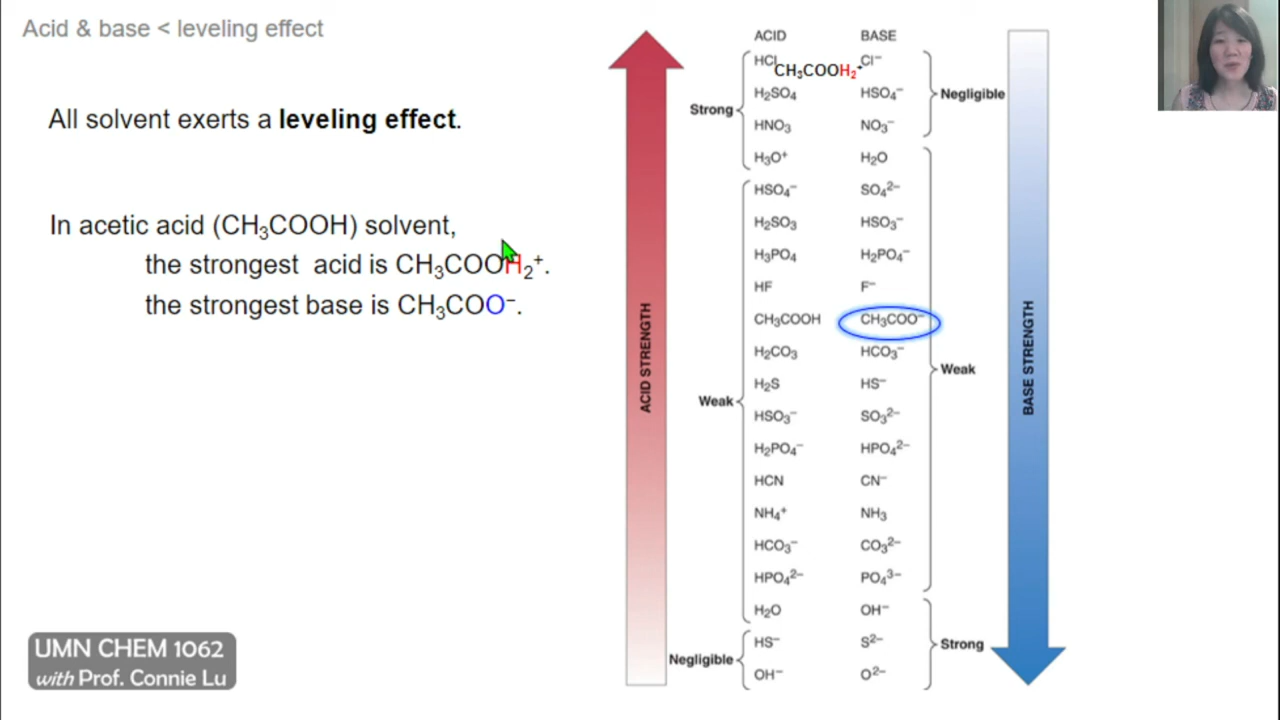 Acid & base < leveling effect
All solvent exerts a leveling effect.
In acetic acid (CH₃COOH) solvent,
the strongest acid is CH₃COOH₂⁺.
the strongest base is CH₃COO⁻.
UMN CHEM 1062
with Prof. Connie Lu
ACID STRENGTH
ACID BASE
HCl CH₃COOH₂⁺ Cl⁻
H₂SO₄ HSO₄⁻
HNO₃ NO₃⁻
H₃O⁺ H₂O
HSO₄⁻ SO₄²⁻
H₂SO₃ HSO₃⁻
H₃PO₄ H₂PO₄⁻
HF F⁻
CH₃COOH CH₃COO⁻
H₂CO₃ HCO₃⁻
H₂S HS⁻
HSO₃⁻ SO₃²⁻
H₂PO₄⁻ HPO₄²⁻
HCN CN⁻
NH₄⁺ NH₃
HCO₃⁻ CO₃²⁻
HPO₄²⁻ PO₄³⁻
H₂O OH⁻
HS⁻ S²⁻
OH⁻ O²⁻
Strong
Weak
Negligible
Negligible
Weak
Strong
BASE STRENGTH